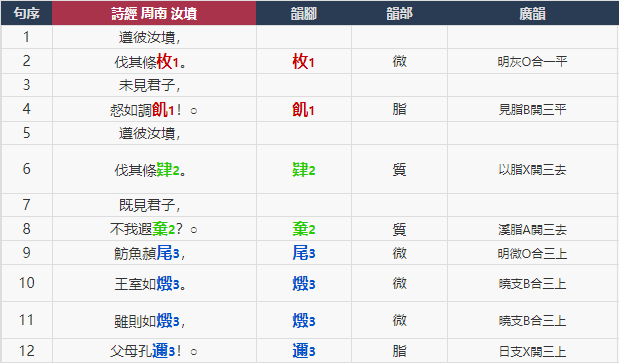 句序 詩經 周南 汝墳 韻腳 韻部 廣韻
1 遵彼汝墳，
2 伐其條枚1。 枚1 微 明灰O合一平
3 未見君子，
4 惄如調飢1！○ 飢1 脂 見脂B開三平
5 遵彼汝墳，
6 伐其條肄2。 肄2 質 以脂X開三去
7 既見君子，
8 不我遐棄2？○ 棄2 質 溪脂A開三去
9 魴魚赬尾3， 尾3 微 明微O合三上
10 王室如燬3。 燬3 微 曉支B合三上
11 雖則如燬3， 燬3 微 曉支B合三上
12 父母孔邇3！○ 邇3 脂 日支X開三上